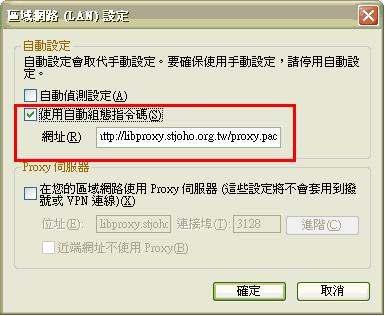 區域網路 (LAN) 設定
自動設定
自動設定會取代手動設定。要確保使用手動設定，請停用自動設
定。
自動偵測設定(A)
使用自動組態指令碼(S)
網址(R) ttp://libproxy.stjoho.org.tw/proxy.pac
Proxy 伺服器
在您的區域網路使用 Proxy 伺服器 (這些設定將不會套用到撥
號或 VPN 連線)(X)
位址(E): libproxy.stjoho 連接埠(T): 3128 進階(C)
近端網址不使用 Proxy(B)
確定 取消